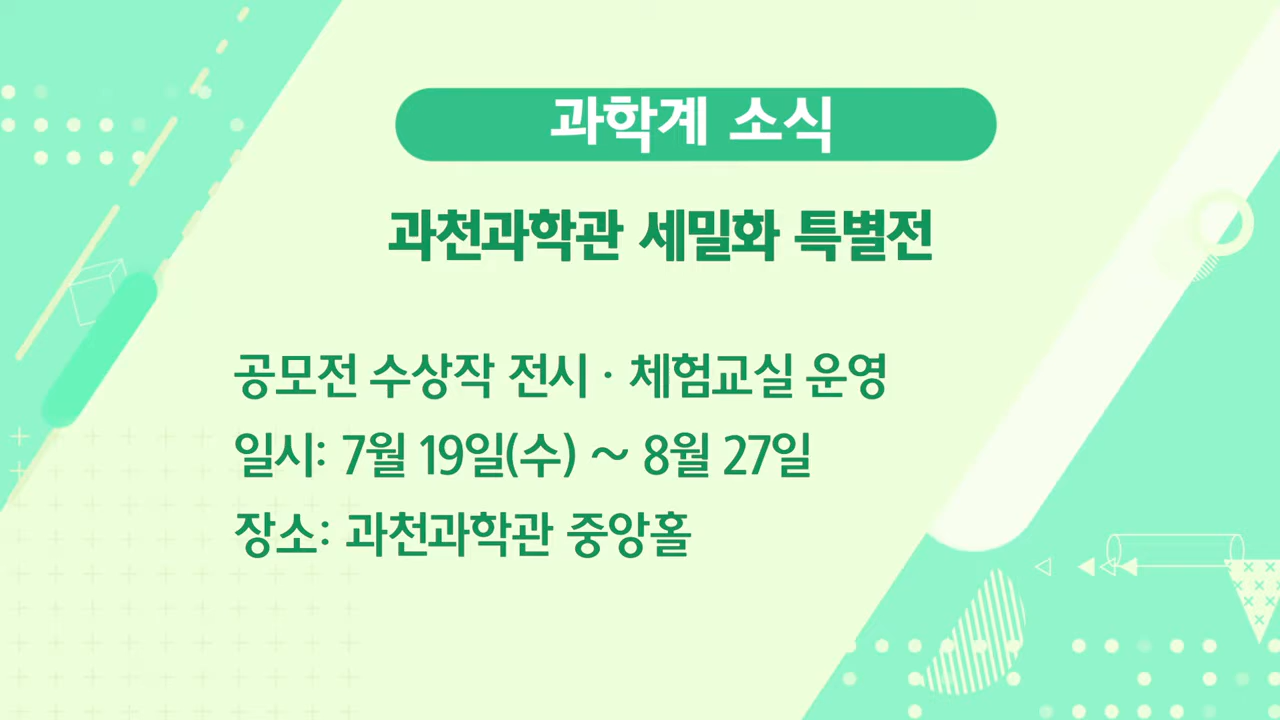 과학계 소식
과천과학관 세밀화 특별전
공모전 수상작 전시 · 체험교실 운영
일시: 7월 19일(수) ~ 8월 27일
장소: 과천과학관 중앙홀